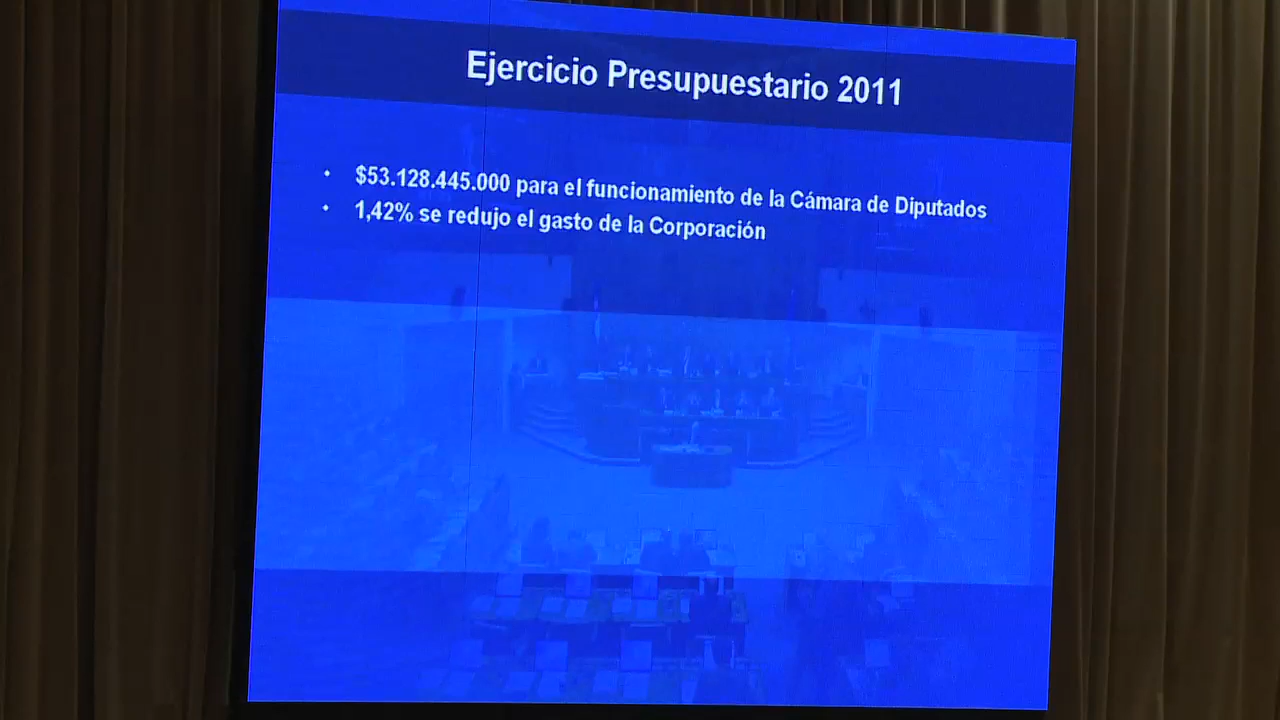 Ejercicio Presupuestario 2011
• $53.128.445.000 para el funcionamiento de la Cámara de Diputados
• 1,42% se redujo el gasto de la Corporación